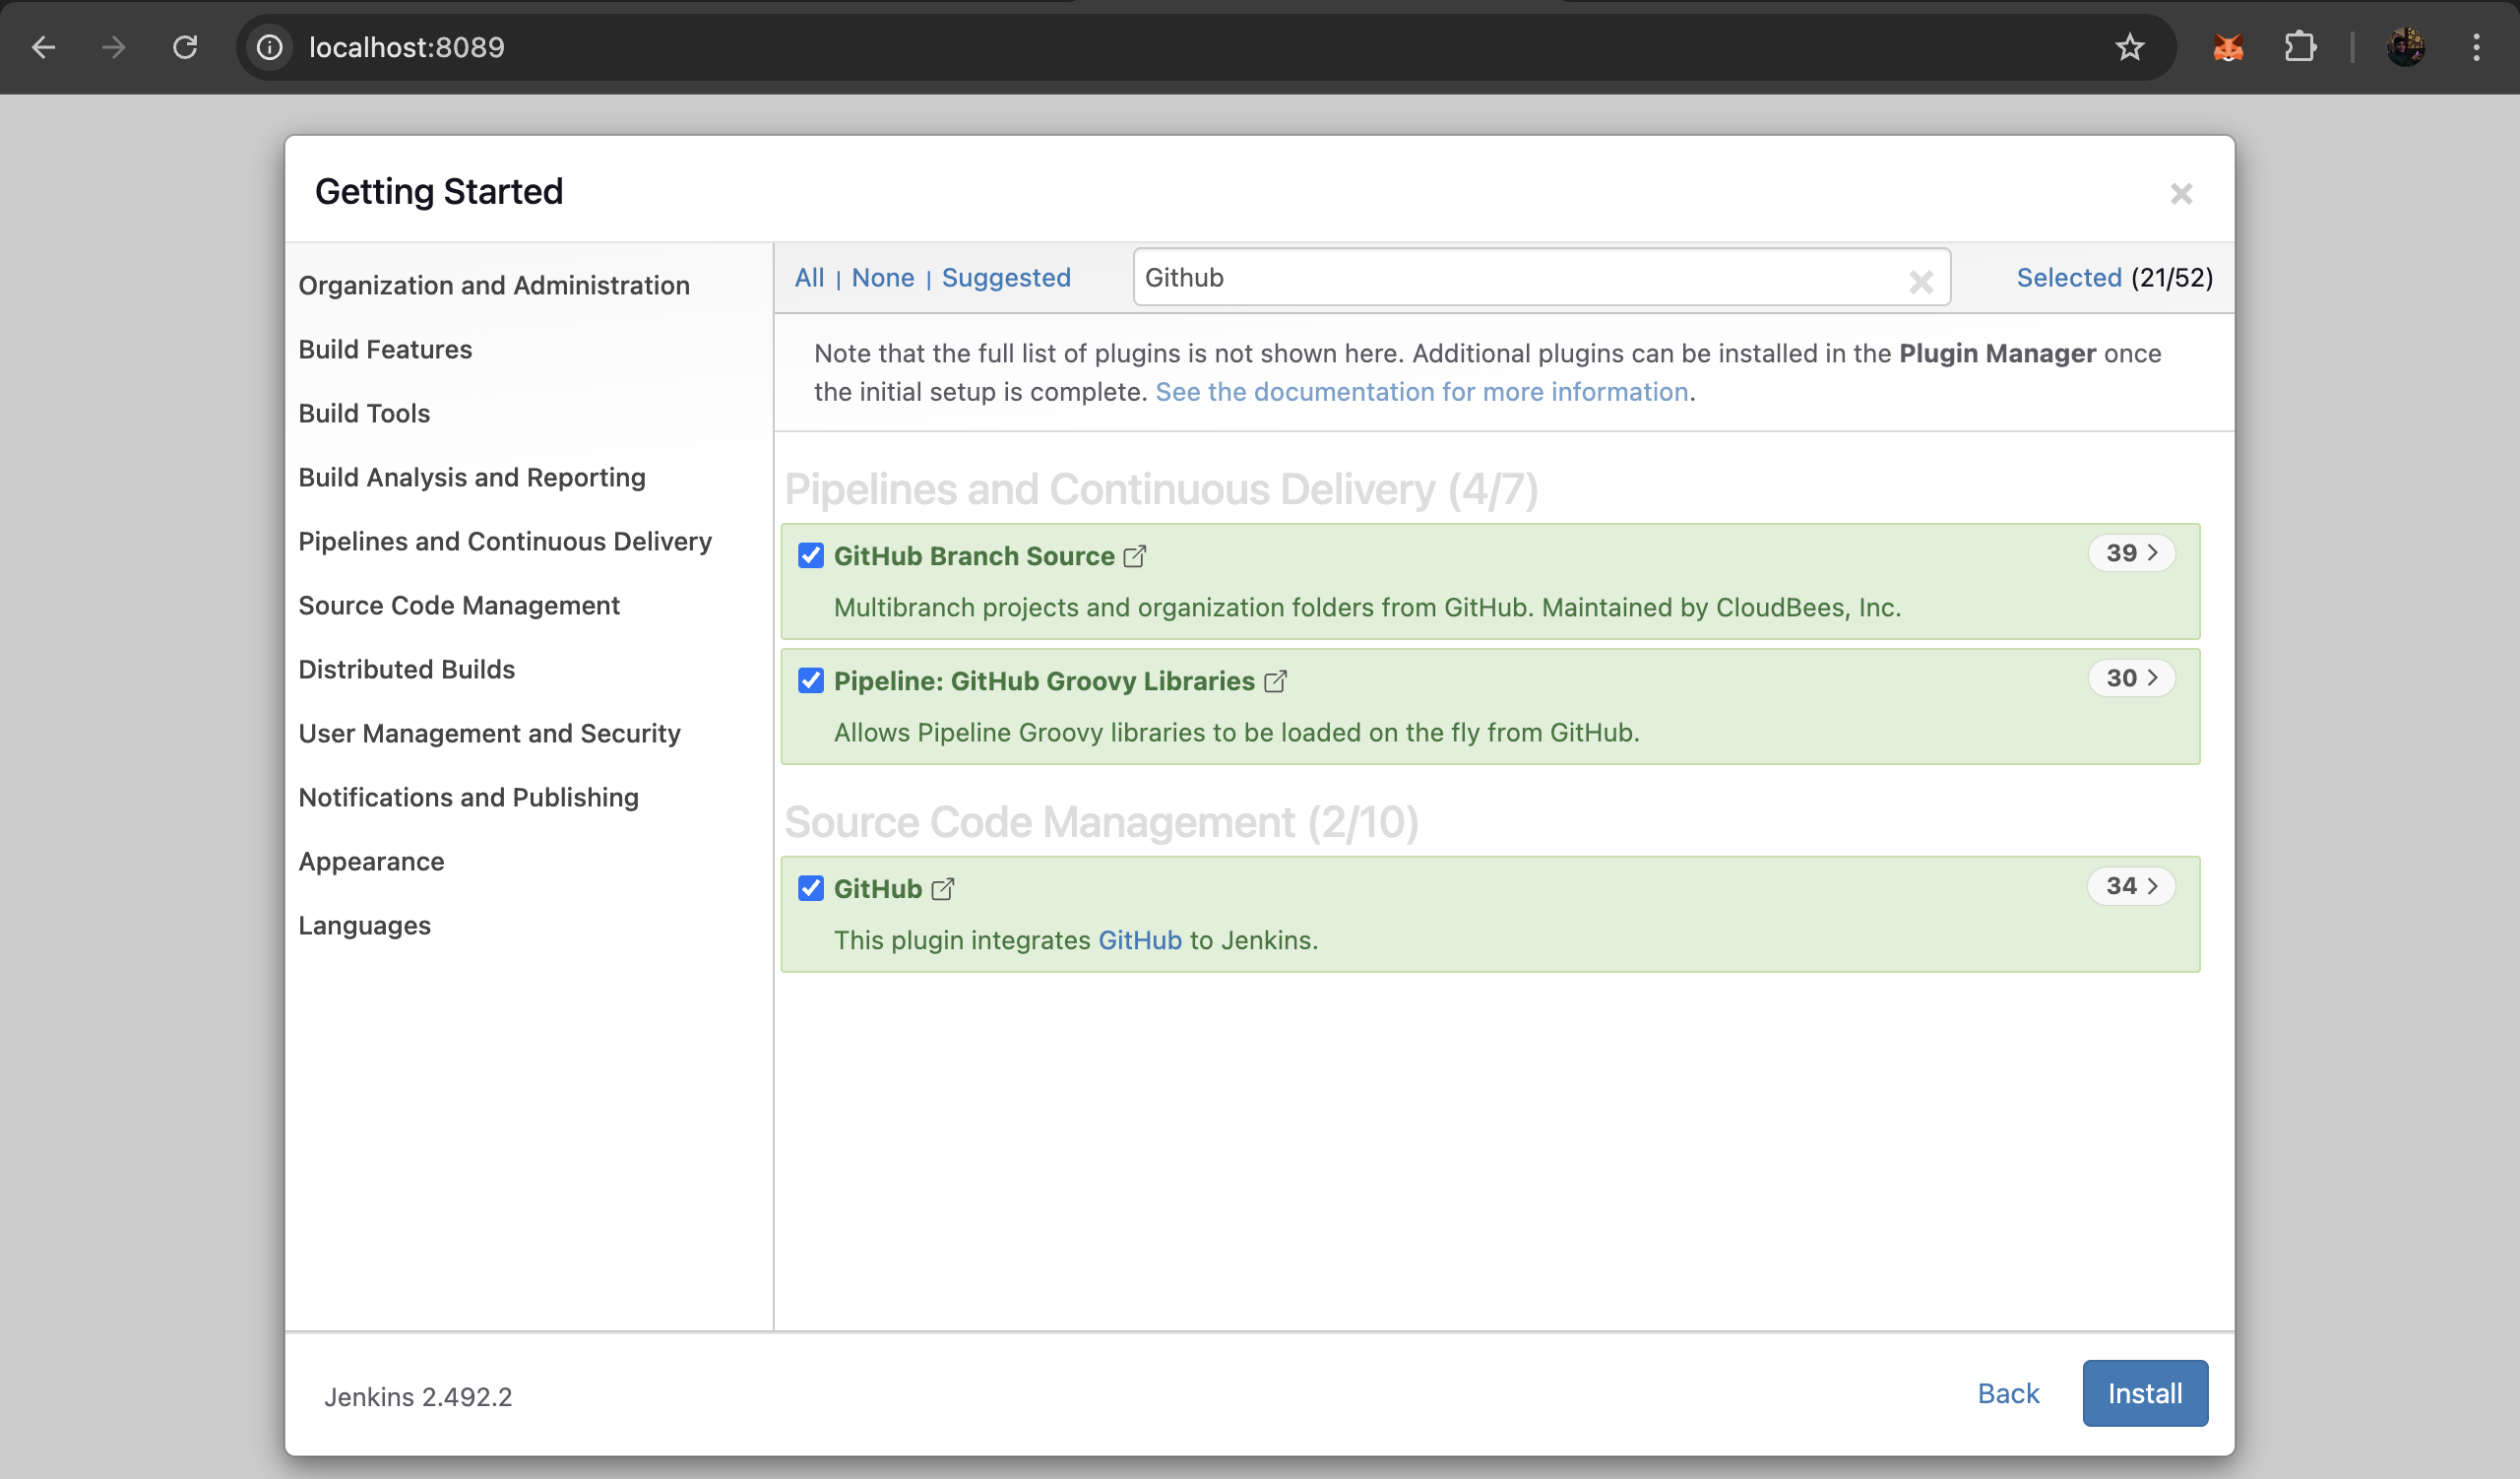 localhost:8089
Getting Started
Organization and Administration
Build Features
Build Tools
Build Analysis and Reporting
Pipelines and Continuous Delivery
Source Code Management
Distributed Builds
User Management and Security
Notifications and Publishing
Appearance
Languages
All | None | Suggested
Github
Selected (21/52)
Note that the full list of plugins is not shown here. Additional plugins can be installed in the Plugin Manager once
the initial setup is complete. See the documentation for more information.
Pipelines and Continuous Delivery (4/7)
GitHub Branch Source
39
Multibranch projects and organization folders from GitHub. Maintained by CloudBees, Inc.
Pipeline: GitHub Groovy Libraries
30
Allows Pipeline Groovy libraries to be loaded on the fly from GitHub.
Source Code Management (2/10)
GitHub
34
This plugin integrates GitHub to Jenkins.
Jenkins 2.492.2
Back
Install